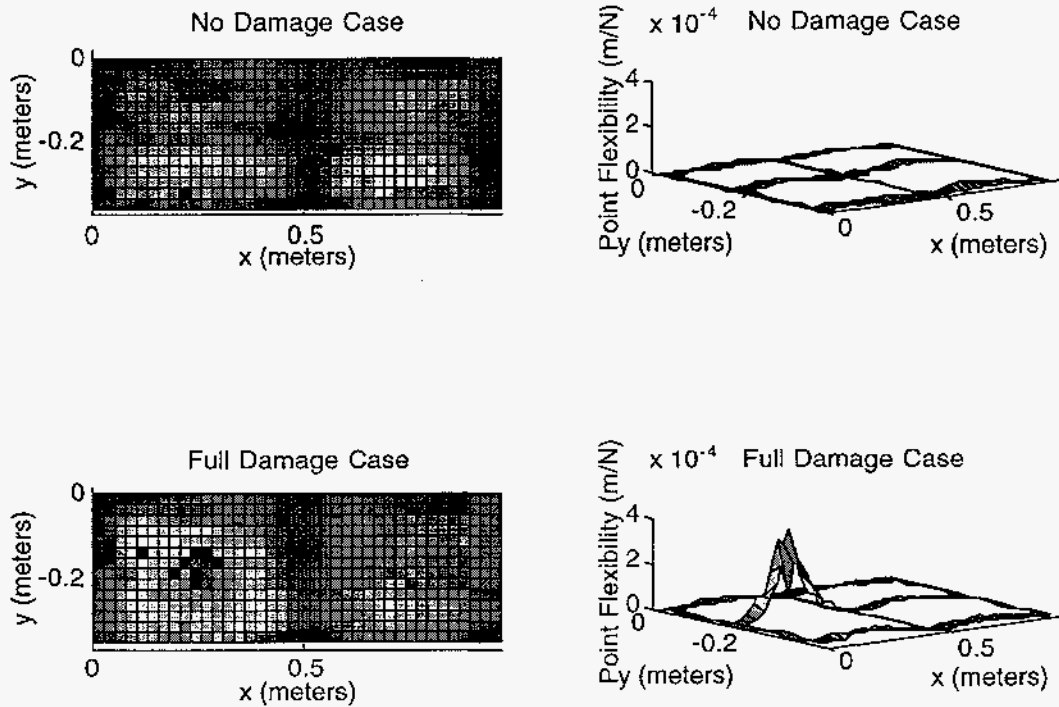 No Damage Case
0
-0.2
y (meters)
0
0.5
x (meters)
x 10-4 No Damage Case
Point Flexibility (m/N)
4
2
0
0
-0.2
0
0.5
Py (meters)
x (meters)
Full Damage Case
0
-0.2
y (meters)
0
0.5
x (meters)
x 10-4 Full Damage Case
Point Flexibility (m/N)
4
2
0
0
-0.2
0
0.5
Py (meters)
x (meters)